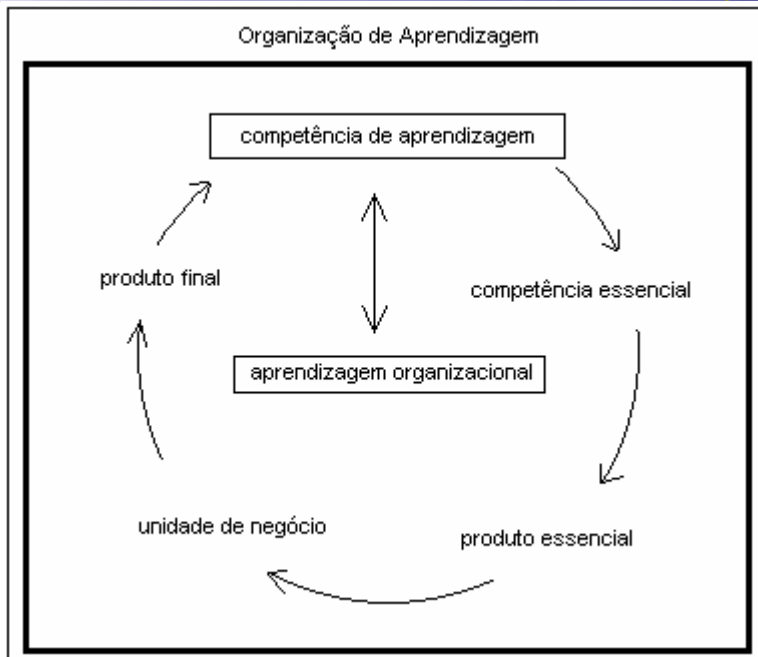 Organização de Aprendizagem
competência de aprendizagem
produto final
competência essencial
aprendizagem organizacional
unidade de negócio
produto essencial